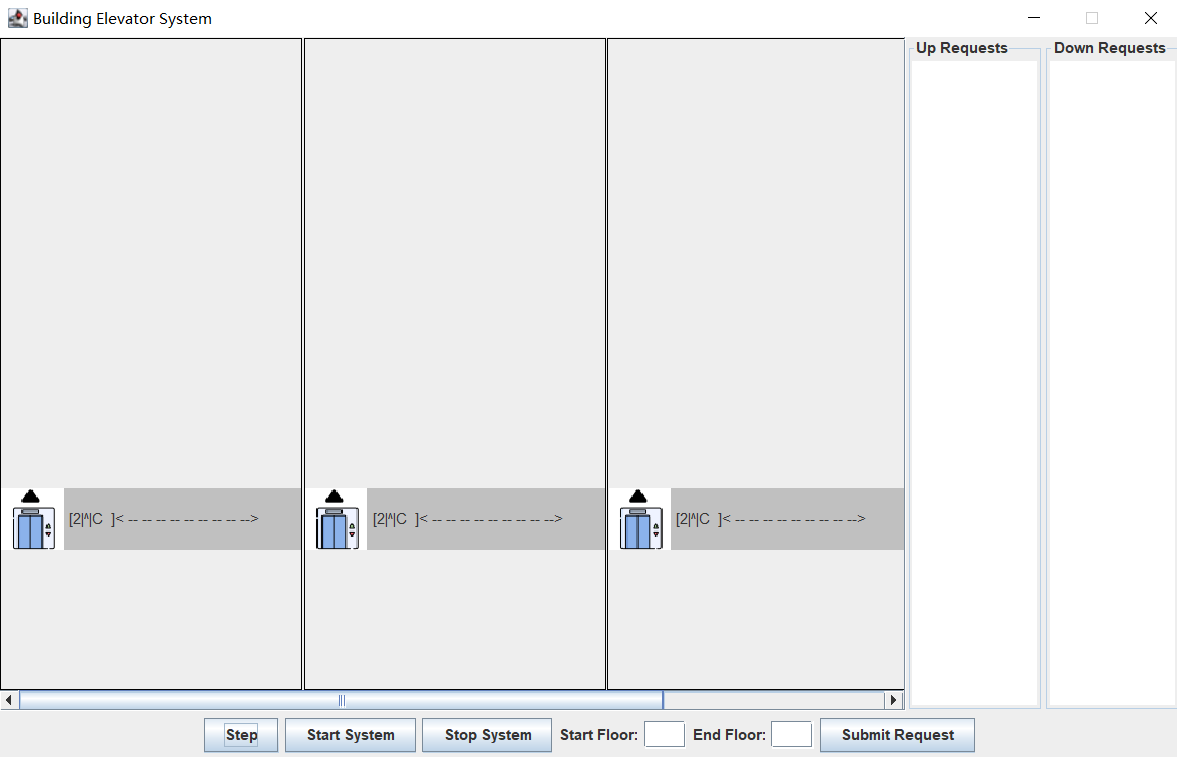 Building Elevator System
Up Requests
Down Requests
[2|^|C  ]< -- -- -- -- -- -- -- -- -->
[2|^|C  ]< -- -- -- -- -- -- -- -- -->
[2|^|C  ]< -- -- -- -- -- -- -- -- -->
Step
Start System
Stop System
Start Floor:
End Floor:
Submit Request